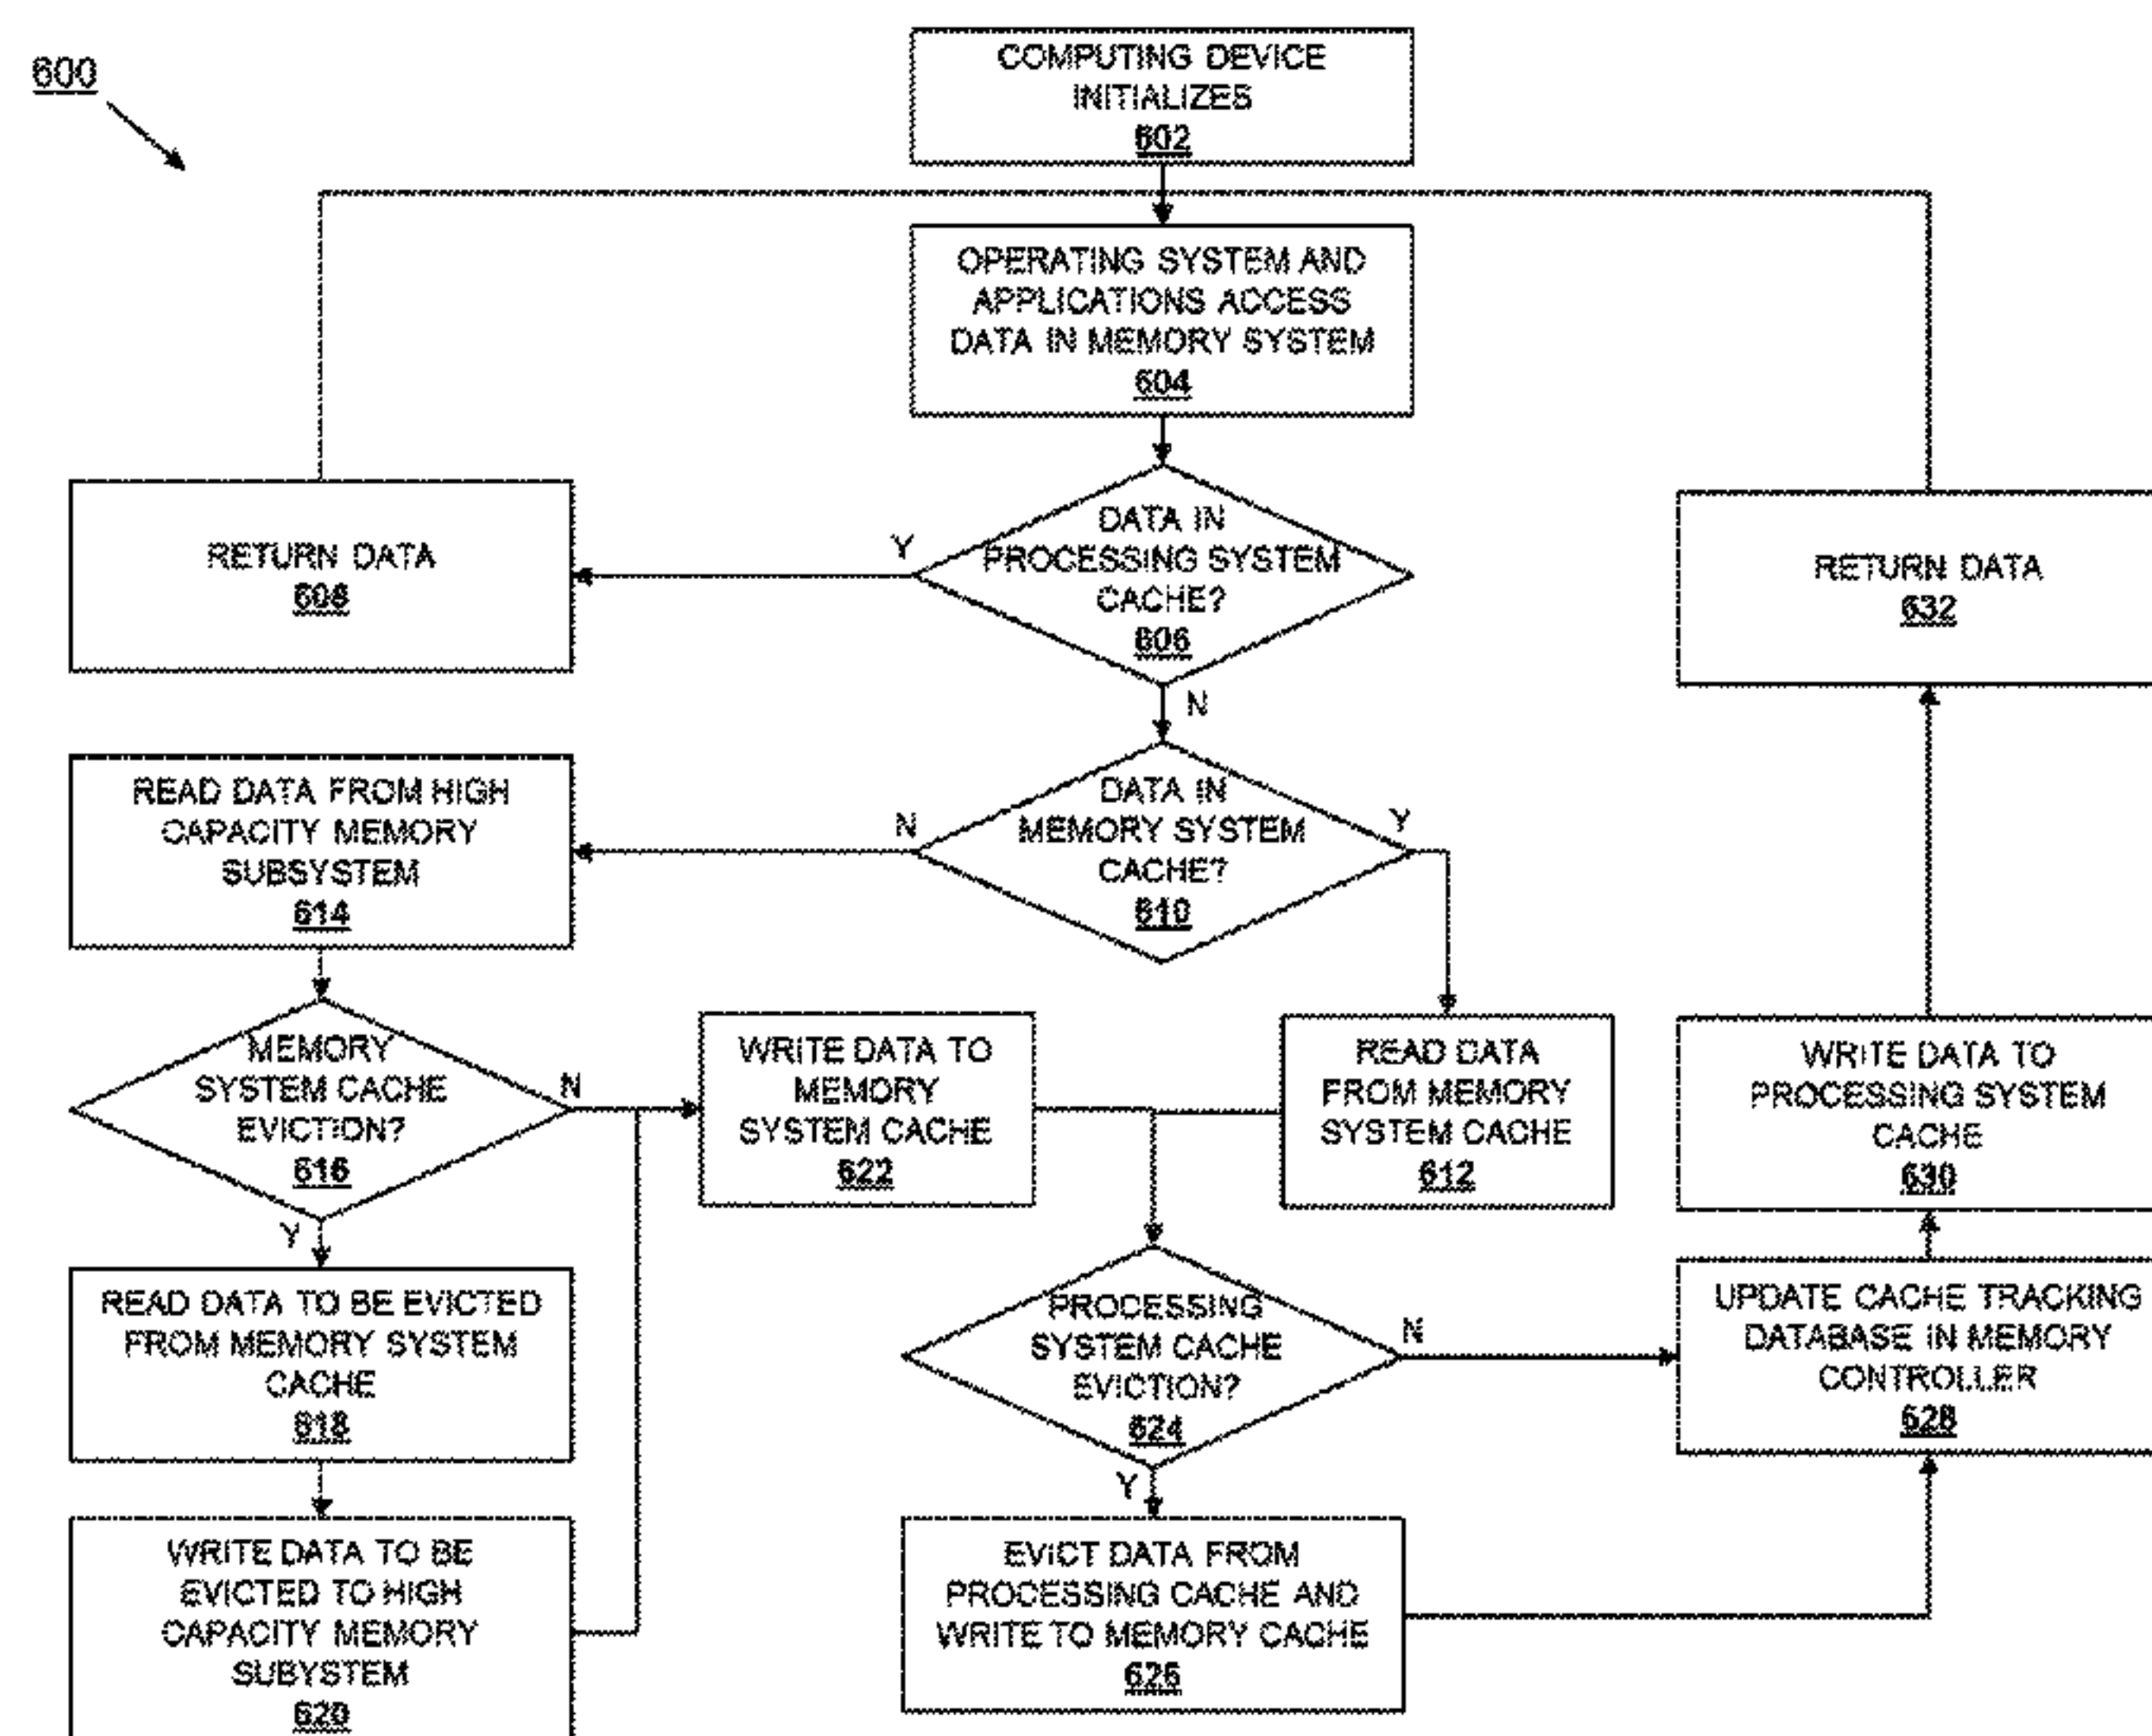 600
COMPUTING DEVICE
INITIALIZES
602
OPERATING SYSTEM AND
APPLICATIONS ACCESS
DATA IN MEMORY SYSTEM
604
DATA IN
PROCESSING SYSTEM
CACHE?
606
Y
N
RETURN DATA
608
RETURN DATA
632
DATA IN
MEMORY SYSTEM
CACHE?
610
N
Y
READ DATA FROM HIGH
CAPACITY MEMORY
SUBSYSTEM
614
MEMORY
SYSTEM CACHE
EVICTION?
616
N
Y
WRITE DATA TO
MEMORY
SYSTEM CACHE
622
READ DATA
FROM MEMORY
SYSTEM CACHE
612
WRITE DATA TO
PROCESSING SYSTEM
CACHE
630
READ DATA TO BE EVICTED
FROM MEMORY SYSTEM
CACHE
618
PROCESSING
SYSTEM CACHE
EVICTION?
624
N
Y
UPDATE CACHE TRACKING
DATABASE IN MEMORY
CONTROLLER
628
WRITE DATA TO BE
EVICTED TO HIGH
CAPACITY MEMORY
SUBYSTEM
620
EVICT DATA FROM
PROCESSING CACHE AND
WRITE TO MEMORY CACHE
626